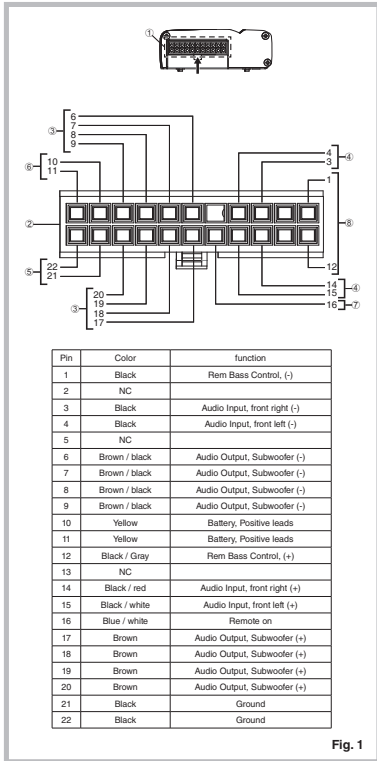 ①
6
7
③
8
9
4
④
3
⑥
10
11
1
②
⑧
22
⑤
21
12
20
③
19
18
17
14
④
15
16
⑦
Pin Color function
1 Black Rem Bass Control, (-)
2 NC
3 Black Audio Input, front right (-)
4 Black Audio Input, front left (-)
5 NC
6 Brown / black Audio Output, Subwoofer (-)
7 Brown / black Audio Output, Subwoofer (-)
8 Brown / black Audio Output, Subwoofer (-)
9 Brown / black Audio Output, Subwoofer (-)
10 Yellow Battery, Positive leads
11 Yellow Battery, Positive leads
12 Black / Gray Rem Bass Control, (+)
13 NC
14 Black / red Audio Input, front right (+)
15 Black / white Audio Input, front left (+)
16 Blue / white Remote on
17 Brown Audio Output, Subwoofer (+)
18 Brown Audio Output, Subwoofer (+)
19 Brown Audio Output, Subwoofer (+)
20 Brown Audio Output, Subwoofer (+)
21 Black Ground
22 Black Ground
Fig. 1